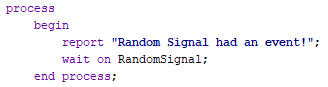 process
begin
report "Random Signal had an event!";
wait on RandomSignal;
end process;